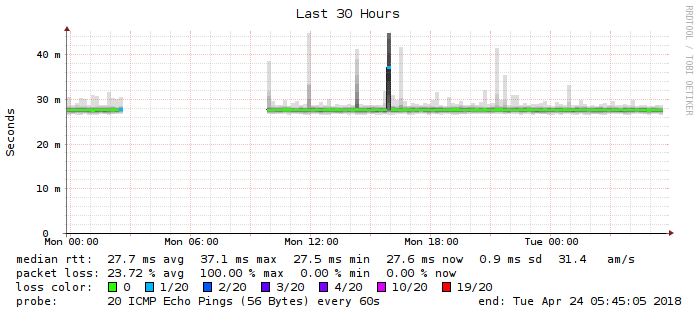 Last 30 Hours
RRDTOOL / TOBI OETIKER
Seconds
40 m
30 m
20 m
10 m
0
Mon 00:00 Mon 06:00 Mon 12:00 Mon 18:00 Tue 00:00
median rtt: 27.7 ms avg 37.1 ms max 27.5 ms min 27.6 ms now 0.9 ms sd 31.4 am/s
packet loss: 23.72 % avg 100.00 % max 0.00 % min 0.00 % now
loss color: 0 1/20 2/20 3/20 4/20 10/20 19/20
probe: 20 ICMP Echo Pings (56 Bytes) every 60s end: Tue Apr 24 05:45:05 2018